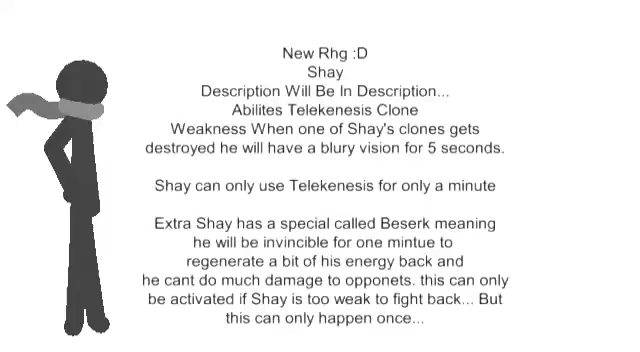 New Rhg :D
Shay
Description Will Be In Description...
Abilites Telekenesis Clone
Weakness When one of Shay's clones gets
destroyed he will have a blury vision for 5 seconds.
Shay can only use Telekenesis for only a minute
Extra Shay has a special called Beserk meaning
he will be invincible for one mintue to
regenerate a bit of his energy back and
he cant do much damage to opponets. this can only
be activated if Shay is too weak to fight back... But
this can only happen once...